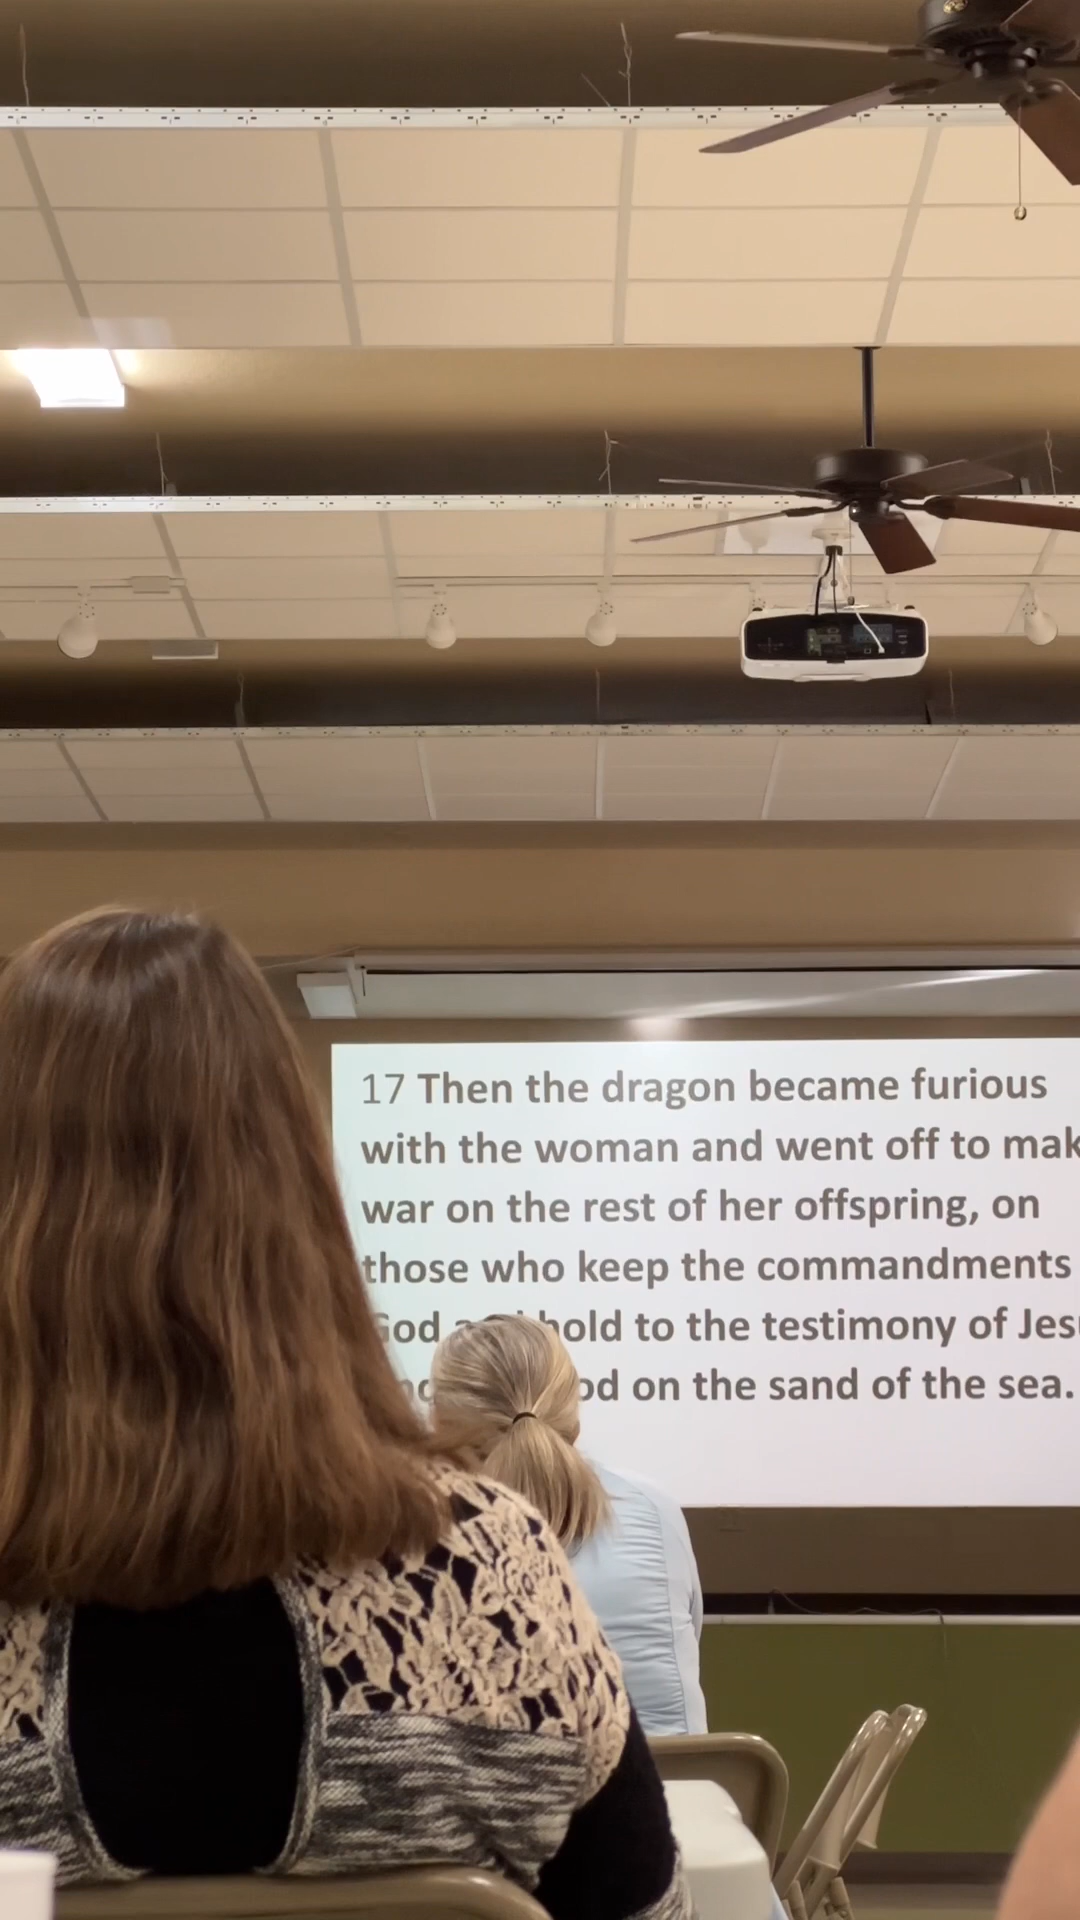 17 Then the dragon became furious
with the woman and went off to mak
war on the rest of her offspring, on
those who keep the commandments
God hold to the testimony of Jes
on the sand of the sea.